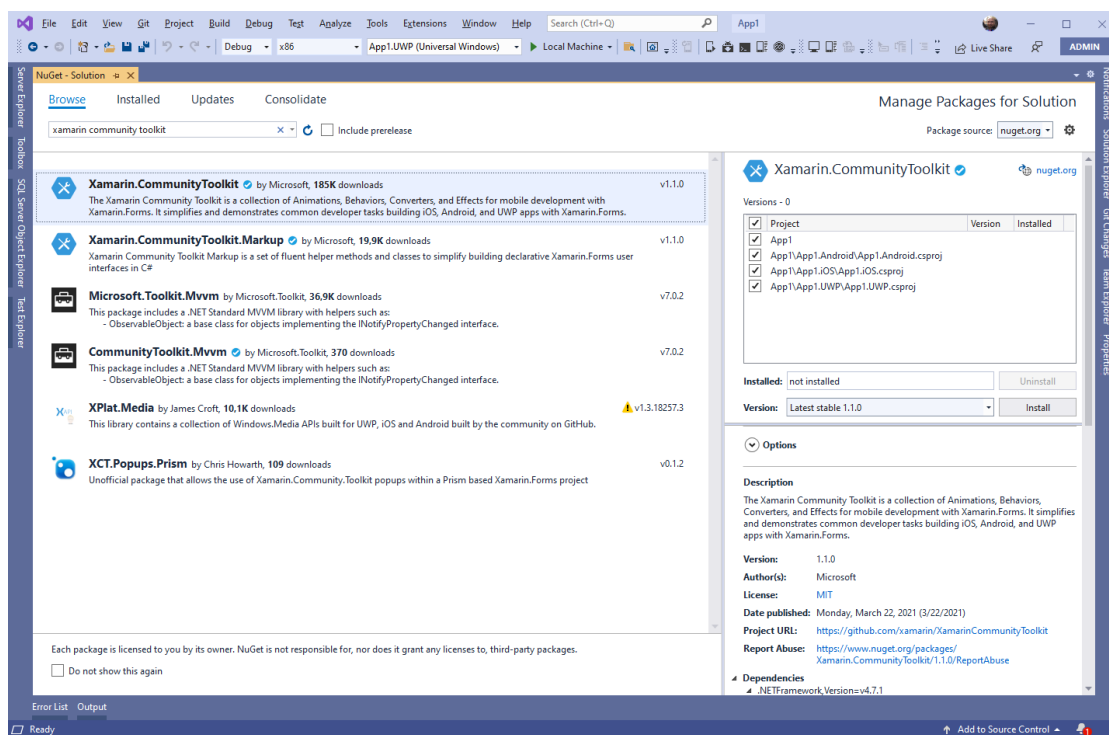 File Edit View Git Project Build Debug Test Analyze Tools Extensions Window Help Search (Ctrl+Q) App1
Debug x86 App1.UWP (Universal Windows) Local Machine Live Share ADMIN
NuGet - Solution
Server Explorer
Toolbox
SQL Server Object Explorer
Test Explorer
Browse Installed Updates Consolidate
Manage Packages for Solution
xamarin community toolkit
Include prerelease
Package source: nuget.org
Xamarin.CommunityToolkit by Microsoft, 185K downloads v1.1.0
The Xamarin Community Toolkit is a collection of Animations, Behaviors, Converters, and Effects for mobile development with
Xamarin.Forms. It simplifies and demonstrates common developer tasks building iOS, Android, and UWP apps with Xamarin.Forms.
Xamarin.CommunityToolkit.Markup by Microsoft, 19,9K downloads v1.1.0
Xamarin Community Toolkit Markup is a set of fluent helper methods and classes to simplify building declarative Xamarin.Forms user
interfaces in C#
Microsoft.Toolkit.Mvvm by Microsoft.Toolkit, 36,9K downloads v7.0.2
This package includes a .NET Standard MVVM library with helpers such as:
- ObservableObject: a base class for objects implementing the INotifyPropertyChanged interface.
CommunityToolkit.Mvvm by Microsoft.Toolkit, 370 downloads v7.0.2
This package includes a .NET Standard MVVM library with helpers such as:
- ObservableObject: a base class for objects implementing the INotifyPropertyChanged interface.
XPlat.Media by James Croft, 10,1K downloads v1.3.18257.3
This library contains a collection of Windows.Media APIs built for UWP, iOS and Android built by the community on GitHub.
XCT.Popups.Prism by Chris Howarth, 109 downloads v0.1.2
Unofficial package that allows the use of Xamarin.Community.Toolkit popups within a Prism based Xamarin.Forms project
Each package is licensed to you by its owner. NuGet is not responsible for, nor does it grant any licenses to, third-party packages.
Do not show this again
Xamarin.CommunityToolkit nuget.org
Versions - 0
Project Version Installed
App1
App1\App1.Android\App1.Android.csproj
App1\App1.iOS\App1.iOS.csproj
App1\App1.UWP\App1.UWP.csproj
Installed: not installed Uninstall
Version: Latest stable 1.1.0 Install
Options
Description
The Xamarin Community Toolkit is a collection of Animations, Behaviors,
Converters, and Effects for mobile development with Xamarin.Forms. It simplifies
and demonstrates common developer tasks building iOS, Android, and UWP
apps with Xamarin.Forms.
Version: 1.1.0
Author(s): Microsoft
License: MIT
Date published: Monday, March 22, 2021 (3/22/2021)
Project URL: https://github.com/xamarin/XamarinCommunityToolkit
Report Abuse: https://www.nuget.org/packages/
Xamarin.CommunityToolkit/1.1.0/ReportAbuse
Dependencies
.NETFramework,Version=v4.7.1
Notifications
Solution Explorer
Git Changes
Team Explorer
Properties
Error List Output
Ready Add to Source Control 1